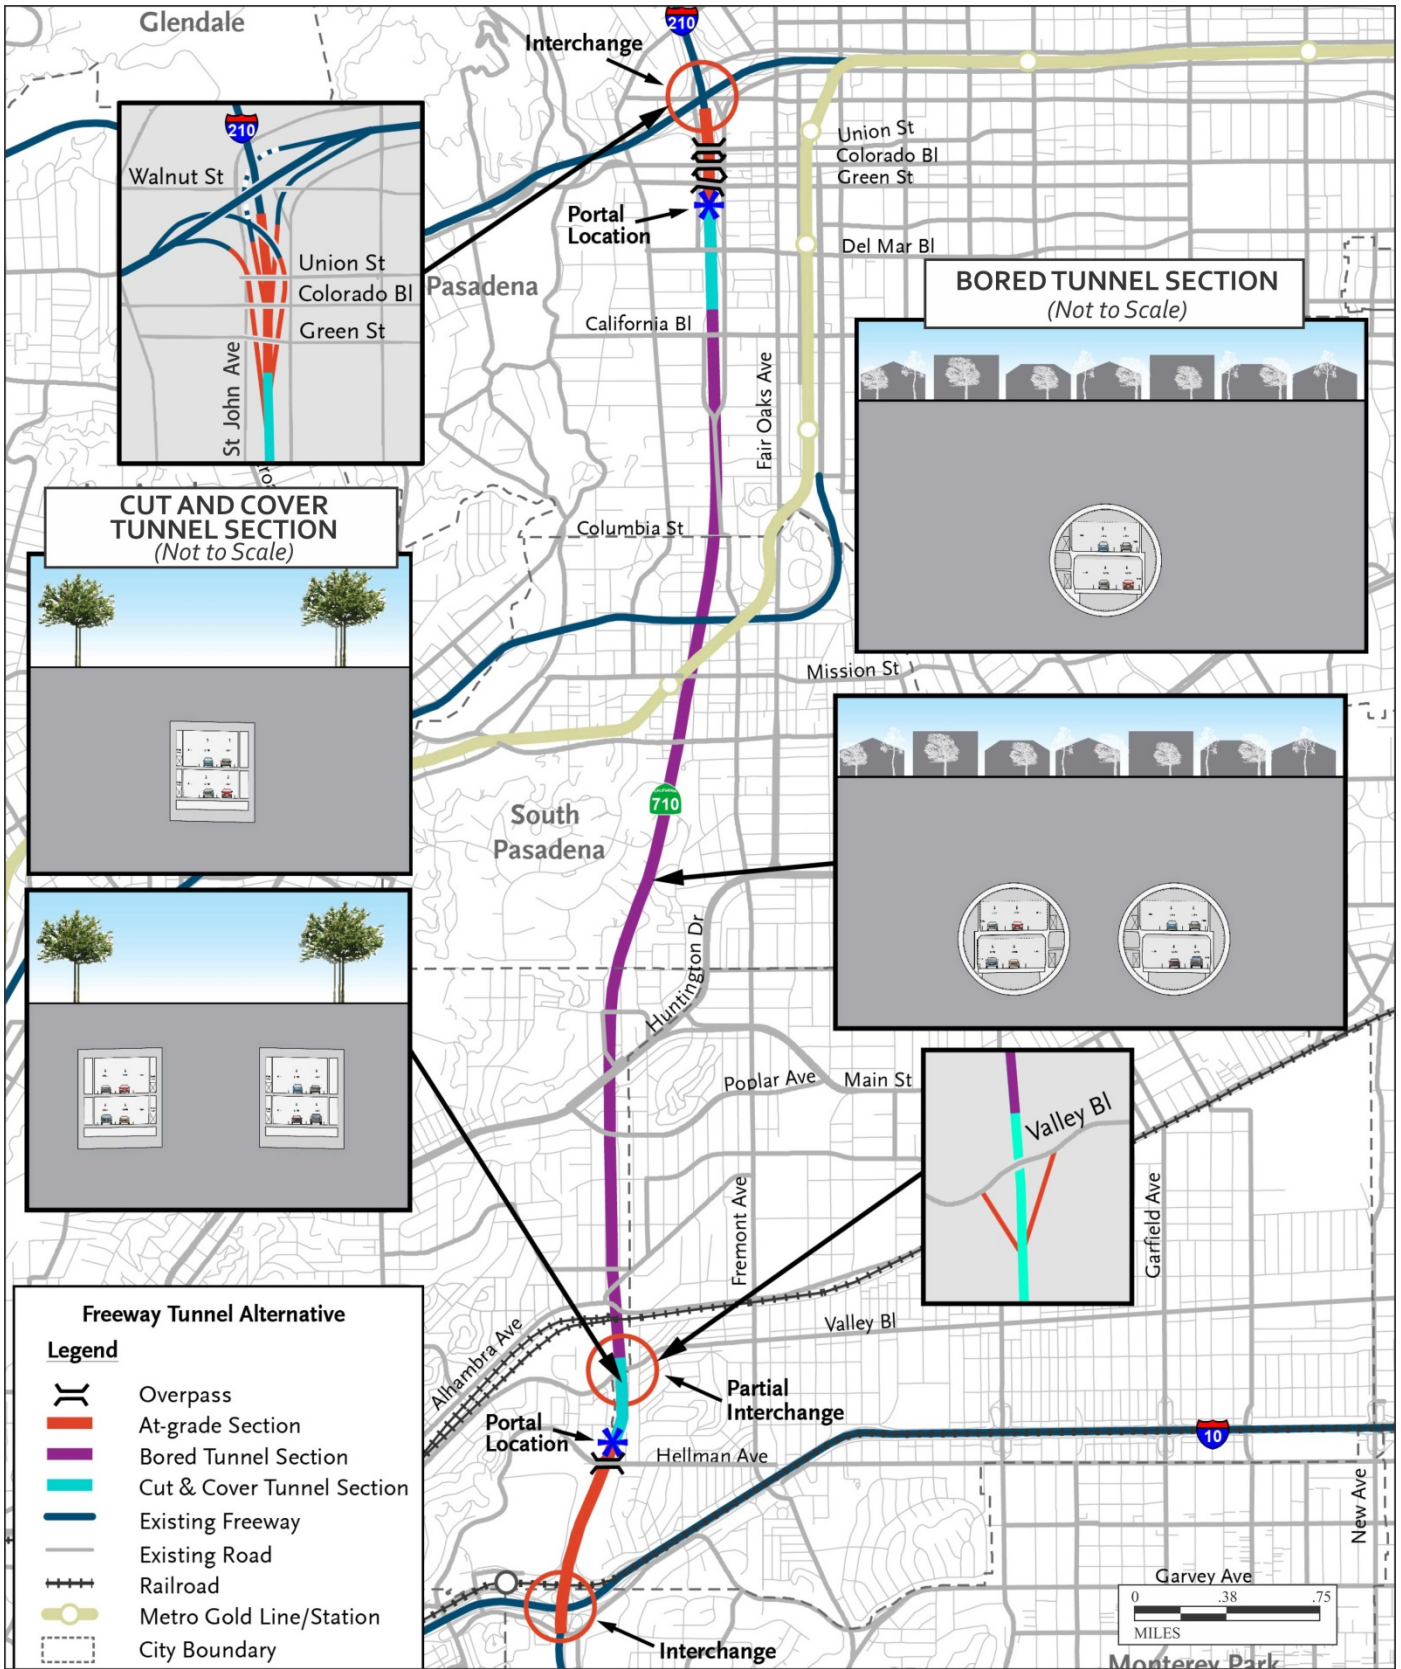 Glendale
210
Interchange
Union St
Colorado Bl
Green St
Portal
Location
Del Mar Bl
Pasadena
California Bl
Fair Oaks Ave
Columbia St
Mission St
710
South
Pasadena
Huntington Dr
Poplar Ave
Main St
Fremont Ave
Garfield Ave
Valley Bl
Alhambra Ave
Partial
Interchange
Portal
Location
Hellman Ave
10
New Ave
Garvey Ave
Interchange
Monterey Park
210
Walnut St
Union St
Colorado Bl
Green St
St John Ave
BORED TUNNEL SECTION
(Not to Scale)
CUT AND COVER
TUNNEL SECTION
(Not to Scale)
Valley Bl
Freeway Tunnel Alternative
Legend
Overpass
At-grade Section
Bored Tunnel Section
Cut & Cover Tunnel Section
Existing Freeway
Existing Road
Railroad
Metro Gold Line/Station
City Boundary
0 .38 .75
MILES